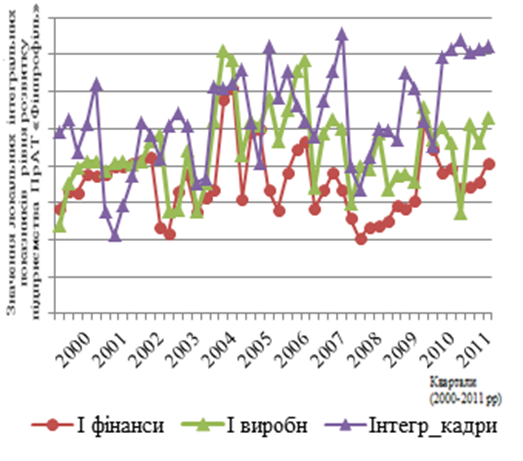 Значення локальних інтегральних
показників рівня розвитку
підприємства ПрАТ «Фітпрофіль»
2000 2001 2002 2003 2004 2005 2006 2007 2008 2009 2010 2011
Квартали
(2000-2011 рр)
І фінанси І виробн Інтегр_кадри